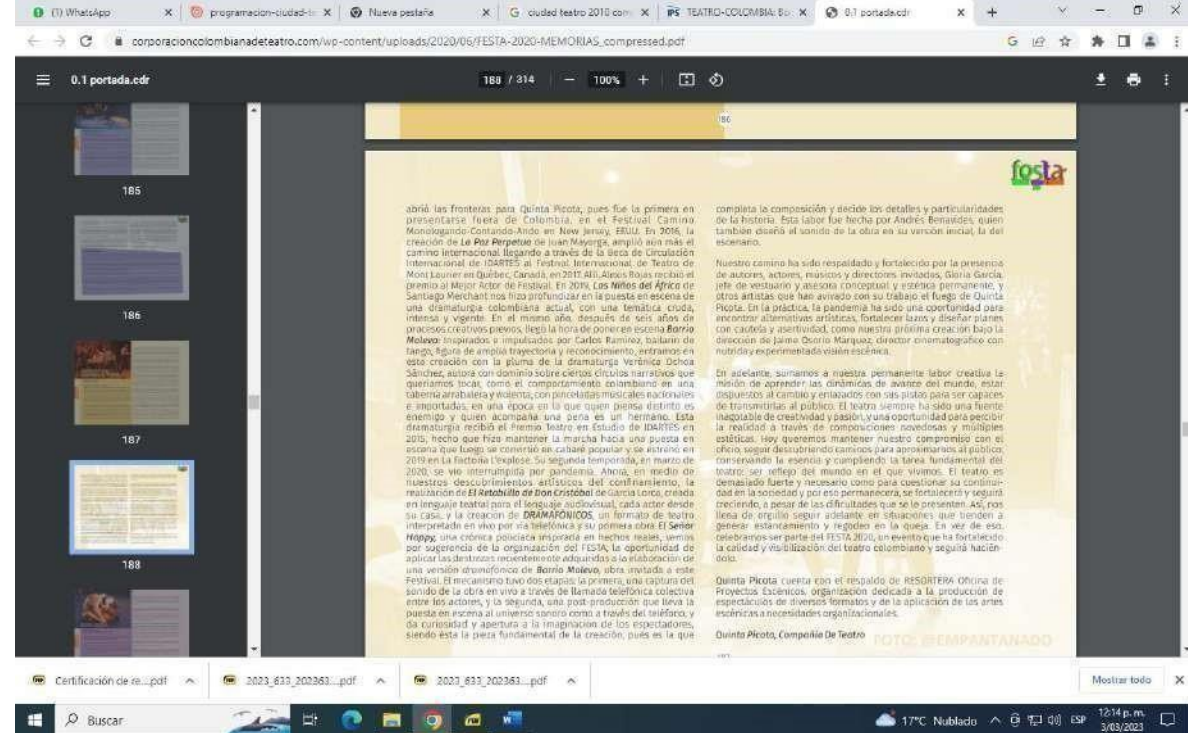 (1) WhatsApp
programacion-ciudad-te
Nueva pestaña
ciudad teatro 2010 com
TEATRO-COLOMBIA: Bo
0.1 portada.cdr
corporacioncolombianadeteatro.com/wp-content/uploads/2020/06/FESTA-2020-MEMORIAS_compressed.pdf
0.1 portada.cdr
188 / 314
100%
185
186
187
188
186
festa
abrió las fronteras para Quinta Picota, pues fue la primera en
presentarse fuera de Colombia, en el Festival Camino
Monologando-Contando-Ando en New Jersey, EEUU. En 2016, la
creación de La Paz Perpetua de Juan Mayorga, amplió aún más el
camino internacional llegando a través de la Beca de Circulación
Internacional de IDARTES al Festival Internacional de Teatro de
Mont Laurier en Québec, Canadá, en 2017. Allí, Alexis Rojas recibió el
premio al Mejor Actor de Festival. En 2019, Los Niños del África de
Santiago Merchant nos hizo profundizar en la puesta en escena de
una dramaturgia colombiana actual, con una temática cruda,
intensa y vigente. En el mismo año, después de seis años de
procesos creativos previos, llegó la hora de poner en escena Barrio
Malevo: Inspirados e impulsados por Carlos Ramírez, bailarín de
tango, figura de amplia trayectoria y reconocimiento, entramos en
esta creación con la pluma de la dramaturga Verónica Ochoa
Sánchez, autora con dominio sobre ciertos círculos narrativos que
queríamos tocar, como el comportamiento colombiano en una
taberna arrabalera y violenta, con pinceladas musicales nacionales
e importadas, en una época en la que quien piensa distinto es
enemigo y quien acompaña una pena es un hermano. Esta
dramaturgia recibió el Premio Teatro en Estudio de IDARTES en
2015, hecho que hizo mantener la marcha hacia una puesta en
escena que luego se convirtió en cabaré popular y se estrenó en
2019 en La Factoría L'explose. Su segunda temporada, en marzo de
2020, se vio interrumpida por pandemia. Ahora, en medio de
nuestros descubrimientos artísticos del confinamiento, la
realización de El Retablillo de Don Cristóbal de García Lorca, creada
en lenguaje teatral para el lenguaje audiovisual, cada actor desde
su casa, y la creación de DRAMAFÓNICOS, un formato de teatro
interpretado en vivo por vía telefónica y su primera obra El Señor
Happy, una crónica policíaca inspirada en hechos reales, vemos
por sugerencia de la organización del FESTA, la oportunidad de
aplicar las destrezas recientemente adquiridas a la elaboración de
una versión dramafónica de Barrio Malevo, obra invitada a este
Festival. El mecanismo tuvo dos etapas: la primera, una captura del
sonido de la obra en vivo a través de llamada telefónica colectiva
entre los actores, y la segunda, una post-producción que lleva la
puesta en escena al universo sonoro como a través del teléfono, y
da curiosidad y apertura a la imaginación de los espectadores,
siendo ésta la pieza fundamental de la creación, pues es la que
completa la composición y decide los detalles y particularidades
de la historia. Esta labor fue hecha por Andrés Benavides, quien
también diseñó el sonido de la obra en su versión inicial, la del
escenario.
Nuestro camino ha sido respaldado y fortalecido por la presencia
de autores, actores, músicos y directores invitados, Gloria García,
jefe de vestuario y asesora conceptual y estética permanente, y
otros artistas que han avivado con su trabajo el fuego de Quinta
Picota. En la práctica, la pandemia ha sido una oportunidad para
encontrar alternativas artísticas, fortalecer lazos y diseñar planes
con cautela y asertividad, como nuestra próxima creación bajo la
dirección de Jaime Osorio Márquez, director cinematográfico con
nutrida y experimentada visión escénica.
En adelante, sumamos a nuestra permanente labor creativa la
misión de aprender las dinámicas de avance del mundo, estar
dispuestos al cambio y enlazados con sus pistas para ser capaces
de transmitirlas al público. El teatro siempre ha sido una fuente
inagotable de creatividad y pasión, y una oportunidad para percibir
la realidad a través de composiciones novedosas y múltiples
estéticas. Hoy queremos mantener nuestro compromiso con el
oficio, seguir descubriendo caminos para aproximarnos al público,
conservando la esencia y cumpliendo la tarea fundamental del
teatro: ser reflejo del mundo en el que vivimos. El teatro es
demasiado fuerte y necesario como para cuestionar su continui-
dad en la sociedad y por eso permanecerá, se fortalecerá y seguirá
creciendo, a pesar de las dificultades que se le presenten. Así, nos
llena de orgullo seguir adelante en situaciones que tienden a
generar estancamiento y regodeo en la queja. En vez de eso,
celebramos ser parte del FESTA 2020, un evento que ha fortalecido
la calidad y visibilización del teatro colombiano y seguirá hacién-
dolo.
Quinta Picota cuenta con el respaldo de RESORTERA Oficina de
Proyectos Escénicos, organización dedicada a la producción de
espectáculos de diversos formatos y de la aplicación de las artes
escénicas a necesidades organizacionales.
Quinta Picota, Compañía De Teatro
FOTO: @EMPANTANADO
Certificación de re....pdf
2023_633_202363....pdf
2023_633_202363....pdf
Mostrar todo
Buscar
17°C Nublado
ESP
12:14 p. m.
3/03/2023